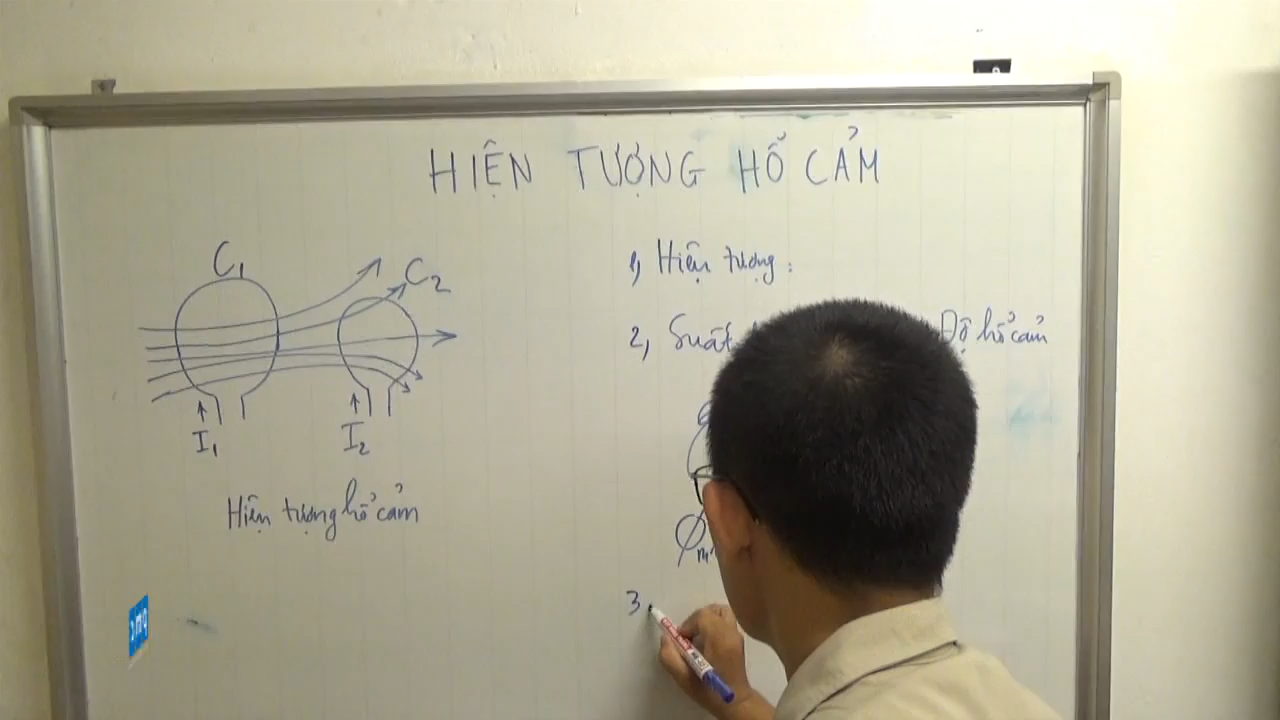 HIỆN TƯỢNG HỖ CẢM
C1
C2
I1
I2
Hiện tượng hỗ cảm
1, Hiện tượng:
2, Suất Độ hỗ cảm
Φm
3